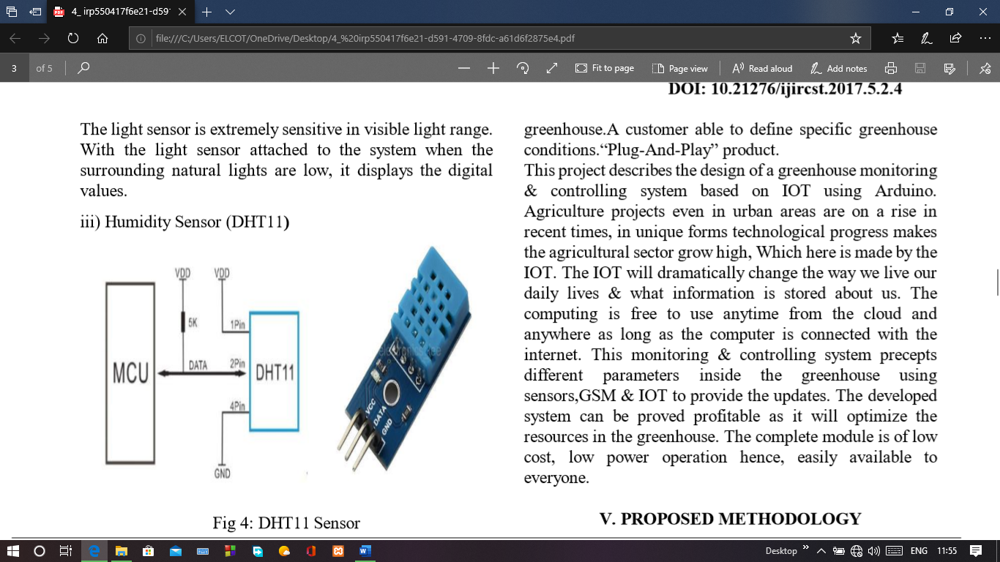 4_ irp550417f6e21-d59
file:///C:/Users/ELCOT/OneDrive/Desktop/4_%20irp550417f6e21-d591-4709-8fdc-a61d6f2875e4.pdf
3 of 5
Fit to page
Page view
Read aloud
Add notes
DOI: 10.21276/ijircst.2017.5.2.4
The light sensor is extremely sensitive in visible light range.
With the light sensor attached to the system when the
surrounding natural lights are low, it displays the digital
values.
iii) Humidity Sensor (DHT11)
VDD
VDD
5K
1Pin
MCU
DATA
2Pin
DHT11
4Pin
GND
VCC
DATA
GND
Fig 4: DHT11 Sensor
greenhouse.A customer able to define specific greenhouse
conditions.“Plug-And-Play” product.
This project describes the design of a greenhouse monitoring
& controlling system based on IOT using Arduino.
Agriculture projects even in urban areas are on a rise in
recent times, in unique forms technological progress makes
the agricultural sector grow high, Which here is made by the
IOT. The IOT will dramatically change the way we live our
daily lives & what information is stored about us. The
computing is free to use anytime from the cloud and
anywhere as long as the computer is connected with the
internet. This monitoring & controlling system precepts
different parameters inside the greenhouse using
sensors,GSM & IOT to provide the updates. The developed
system can be proved profitable as it will optimize the
resources in the greenhouse. The complete module is of low
cost, low power operation hence, easily available to
everyone.
V. PROPOSED METHODOLOGY
Desktop
ENG
11:55